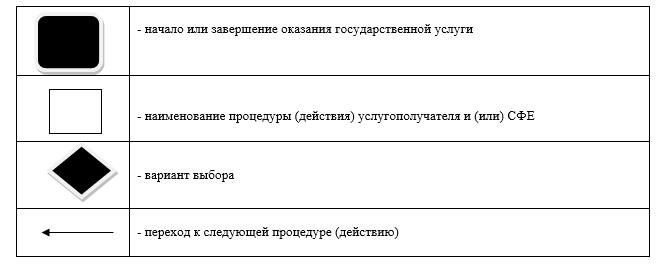 - начало или завершение оказания государственной услуги
- наименование процедуры (действия) услугополучателя и (или) СФЕ
- вариант выбора
- переход к следующей процедуре (действию)